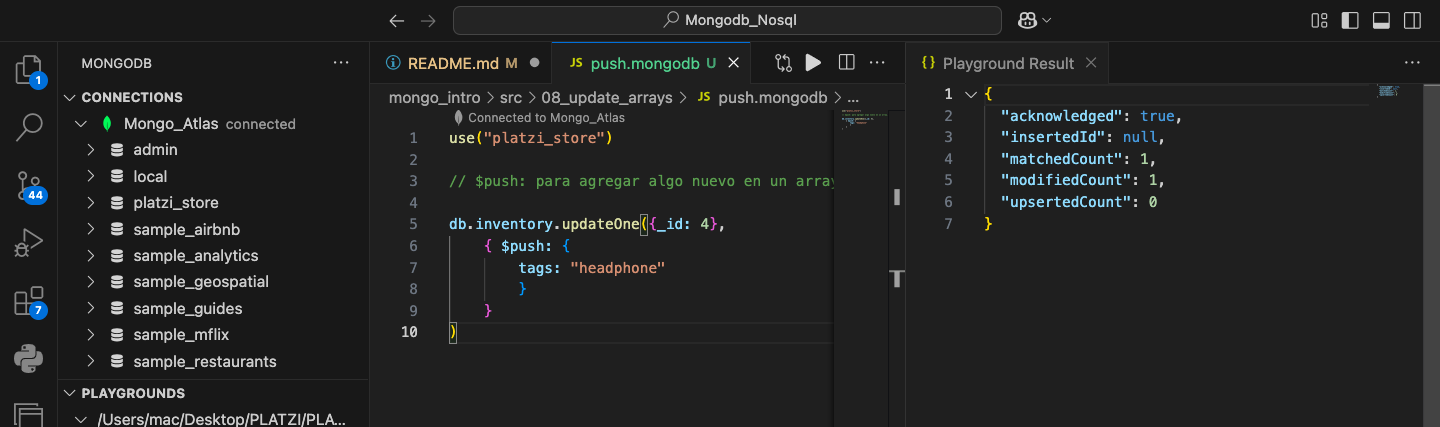 Mongodb_Nosql
MONGODB
CONNECTIONS
Mongo_Atlas connected
admin
local
platzi_store
sample_airbnb
sample_analytics
sample_geospatial
sample_guides
sample_mflix
sample_restaurants
PLAYGROUNDS
/Users/mac/Desktop/PLATZI/PLA...
1
44
7
README.md M
JS push.mongodb U
mongo_intro > src > 08_update_arrays > JS push.mongodb > ...
Connected to Mongo_Atlas
1 use("platzi_store")
2
3 // $push: para agregar algo nuevo en un array
4
5 db.inventory.updateOne({_id: 4},
6 { $push: {
7 tags: "headphone"
8 }
9 }
10 )
{} Playground Result
1 {
2 "acknowledged": true,
3 "insertedId": null,
4 "matchedCount": 1,
5 "modifiedCount": 1,
6 "upsertedCount": 0
7 }